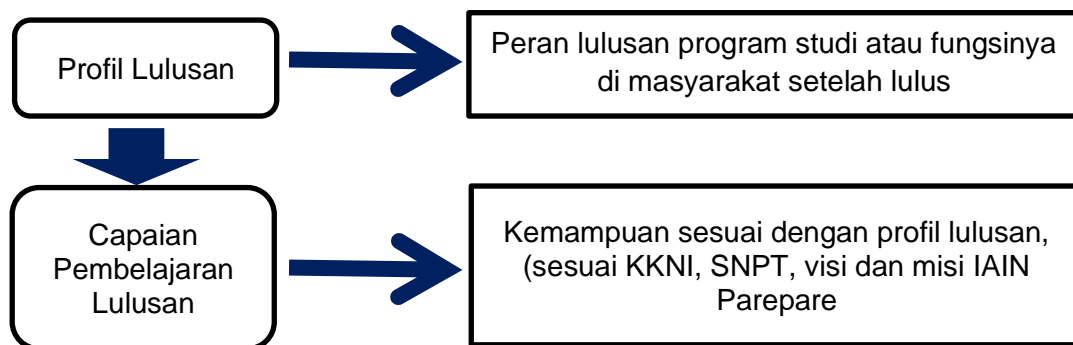 Profil Lulusan
Peran lulusan program studi atau fungsinya
di masyarakat setelah lulus
Capaian
Pembelajaran
Lulusan
Kemampuan sesuai dengan profil lulusan,
(sesuai KKNI, SNPT, visi dan misi IAIN
Parepare